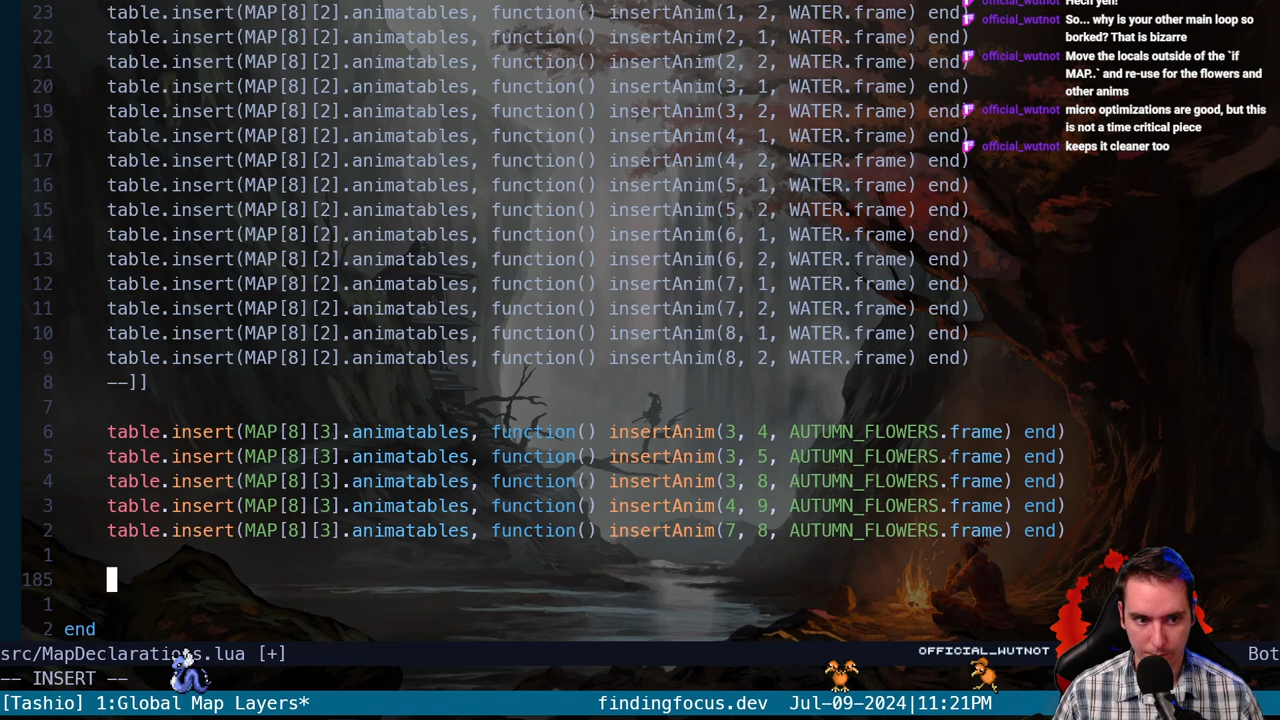 23 table.insert(MAP[8][2].animatables, function() insertAnim(1, 2, WATER.frame) end)
22 table.insert(MAP[8][2].animatables, function() insertAnim(2, 1, WATER.frame) end)
21 table.insert(MAP[8][2].animatables, function() insertAnim(2, 2, WATER.frame) end)
20 table.insert(MAP[8][2].animatables, function() insertAnim(3, 1, WATER.frame) end)
19 table.insert(MAP[8][2].animatables, function() insertAnim(3, 2, WATER.frame) end)
18 table.insert(MAP[8][2].animatables, function() insertAnim(4, 1, WATER.frame) end)
17 table.insert(MAP[8][2].animatables, function() insertAnim(4, 2, WATER.frame) end)
16 table.insert(MAP[8][2].animatables, function() insertAnim(5, 1, WATER.frame) end)
15 table.insert(MAP[8][2].animatables, function() insertAnim(5, 2, WATER.frame) end)
14 table.insert(MAP[8][2].animatables, function() insertAnim(6, 1, WATER.frame) end)
13 table.insert(MAP[8][2].animatables, function() insertAnim(6, 2, WATER.frame) end)
12 table.insert(MAP[8][2].animatables, function() insertAnim(7, 1, WATER.frame) end)
11 table.insert(MAP[8][2].animatables, function() insertAnim(7, 2, WATER.frame) end)
10 table.insert(MAP[8][2].animatables, function() insertAnim(8, 1, WATER.frame) end)
9 table.insert(MAP[8][2].animatables, function() insertAnim(8, 2, WATER.frame) end)
8 --]]
7
6 table.insert(MAP[8][3].animatables, function() insertAnim(3, 4, AUTUMN_FLOWERS.frame) end)
5 table.insert(MAP[8][3].animatables, function() insertAnim(3, 5, AUTUMN_FLOWERS.frame) end)
4 table.insert(MAP[8][3].animatables, function() insertAnim(3, 8, AUTUMN_FLOWERS.frame) end)
3 table.insert(MAP[8][3].animatables, function() insertAnim(4, 9, AUTUMN_FLOWERS.frame) end)
2 table.insert(MAP[8][3].animatables, function() insertAnim(7, 8, AUTUMN_FLOWERS.frame) end)
1
185
1
2 end
src/MapDeclarations.lua [+] Bot
-- INSERT --
[Tashio] 1:Global Map Layers* findingfocus.dev Jul-09-2024|11:21PM
OFFICIAL_WUTNOT
official_wutnot Hech yeh!
official_wutnot So... why is your other main loop so
borked? That is bizarre
official_wutnot Move the locals outside of the `if
MAP..` and re-use for the flowers and
other anims
official_wutnot micro optimizations are good, but this
is not a time critical piece
official_wutnot keeps it cleaner too